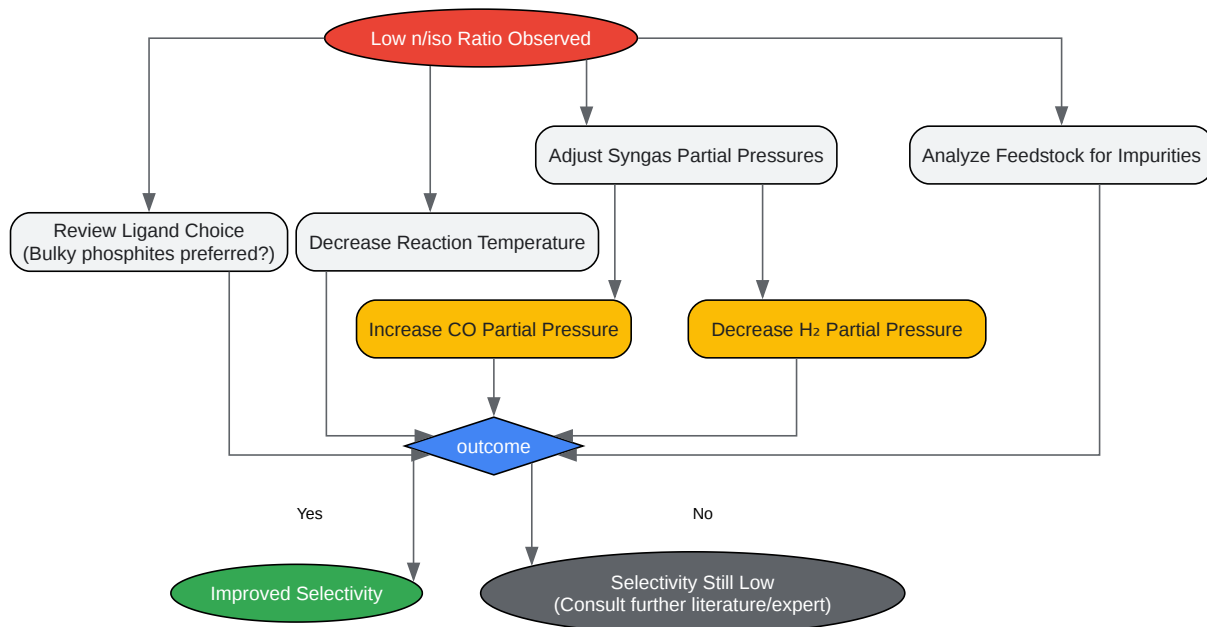 Low n/iso Ratio Observed
Adjust Syngas Partial Pressures
Analyze Feedstock for Impurities
Review Ligand Choice
(Bulky phosphites preferred?)
Decrease Reaction Temperature
Increase CO Partial Pressure
Decrease H₂ Partial Pressure
outcome
Yes
No
Improved Selectivity
Selectivity Still Low
(Consult further literature/expert)